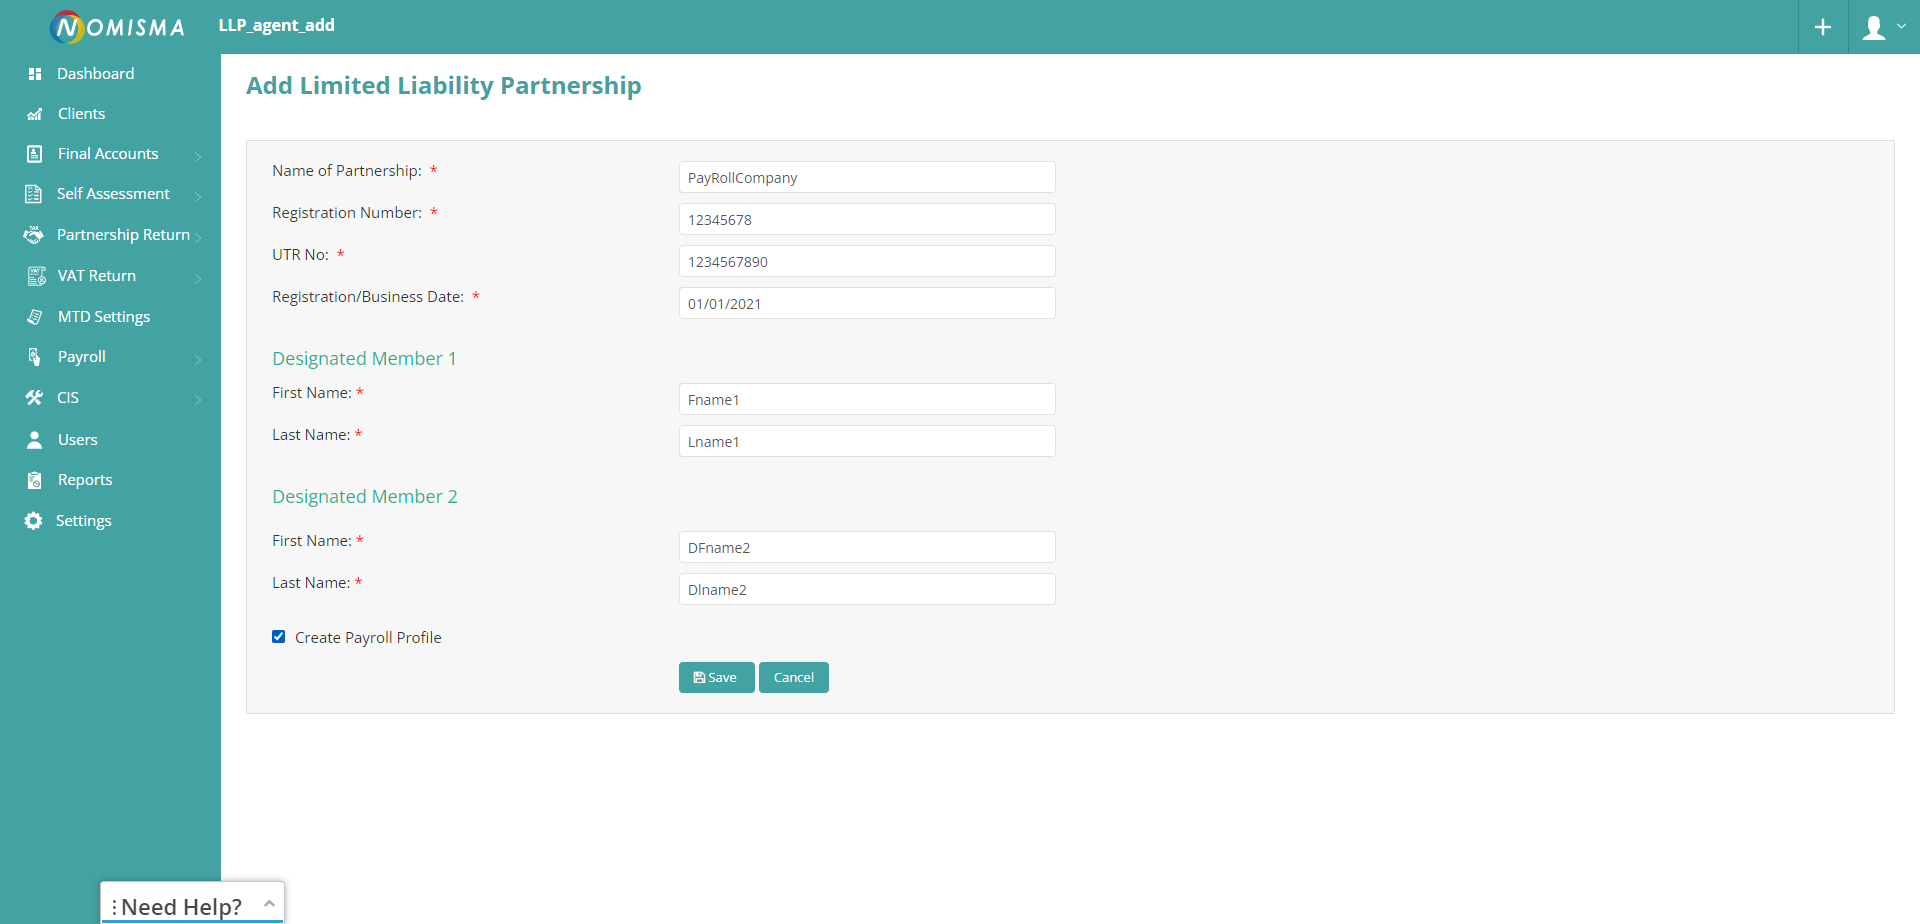 NOMISMA
LLP_agent_add
Dashboard
Clients
Final Accounts
Self Assessment
Partnership Return
VAT Return
MTD Settings
Payroll
CIS
Users
Reports
Settings
Add Limited Liability Partnership
Name of Partnership: *
PayRollCompany
Registration Number: *
12345678
UTR No: *
1234567890
Registration/Business Date: *
01/01/2021
Designated Member 1
First Name: *
Fname1
Last Name: *
Lname1
Designated Member 2
First Name: *
DFname2
Last Name: *
Dlname2
Create Payroll Profile
Save
Cancel
Need Help?